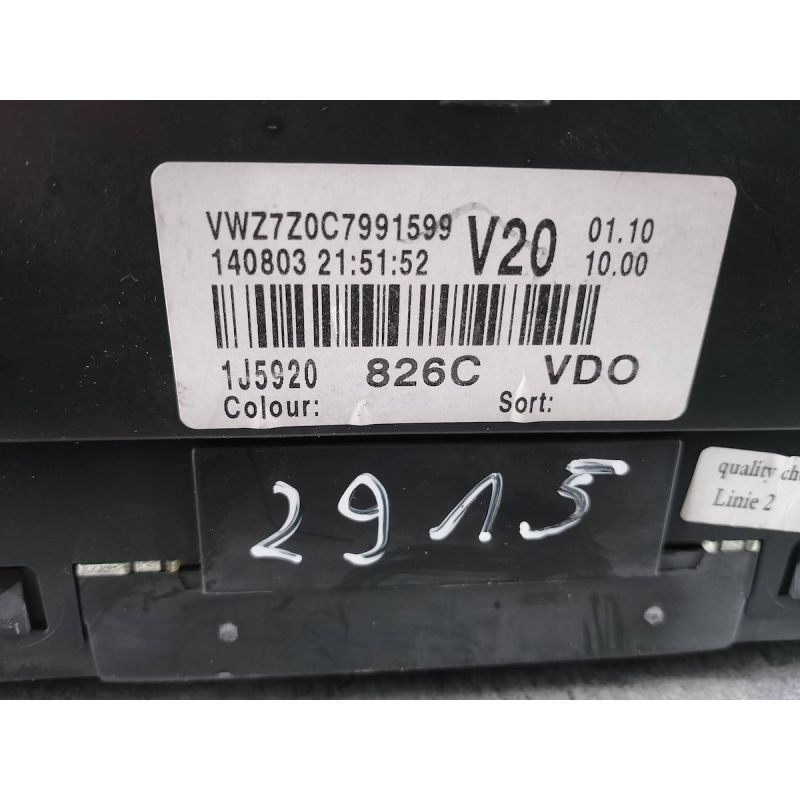 VWZ7Z0C7991599 V20 01.10
140803 21:51:52 10.00
1J5920 826C VDO
Colour: Sort:
quality
Linie 2
2915